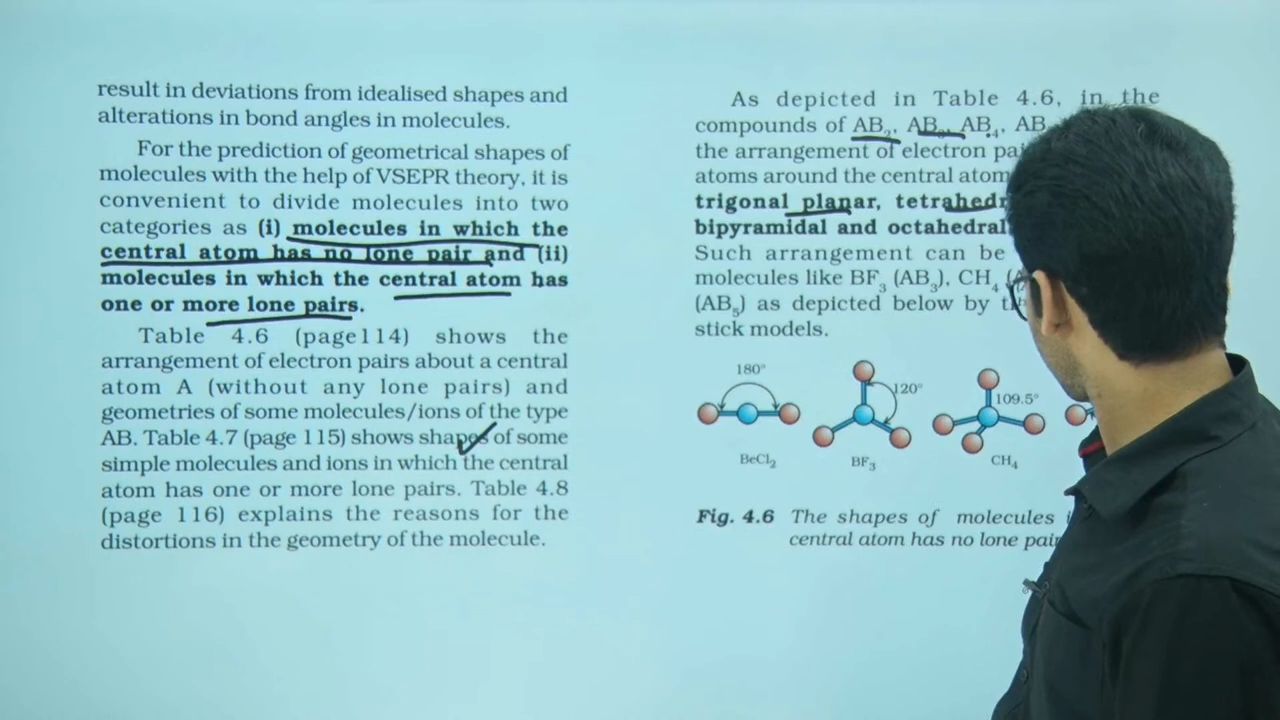 result in deviations from idealised shapes and
alterations in bond angles in molecules.
For the prediction of geometrical shapes of
molecules with the help of VSEPR theory, it is
convenient to divide molecules into two
categories as (i) molecules in which the
central atom has no lone pair and (ii)
molecules in which the central atom has
one or more lone pairs.
Table 4.6 (page114) shows the
arrangement of electron pairs about a central
atom A (without any lone pairs) and
geometries of some molecules/ions of the type
AB. Table 4.7 (page 115) shows shapes of some
simple molecules and ions in which the central
atom has one or more lone pairs. Table 4.8
(page 116) explains the reasons for the
distortions in the geometry of the molecule.
As depicted in Table 4.6, in the
compounds of AB₂, AB₃, AB₄, AB
the arrangement of electron
atoms around the central atom
trigonal planar,
bipyramidal and octahedral
Such arrangement can be
molecules like BF₃ (AB₃), CH₄
(AB₅) as depicted below by
stick models.
180°
120°
109.5°
BeCl₂
BF₃
CH₄
Fig. 4.6 The shapes of molecules
central atom has no lone